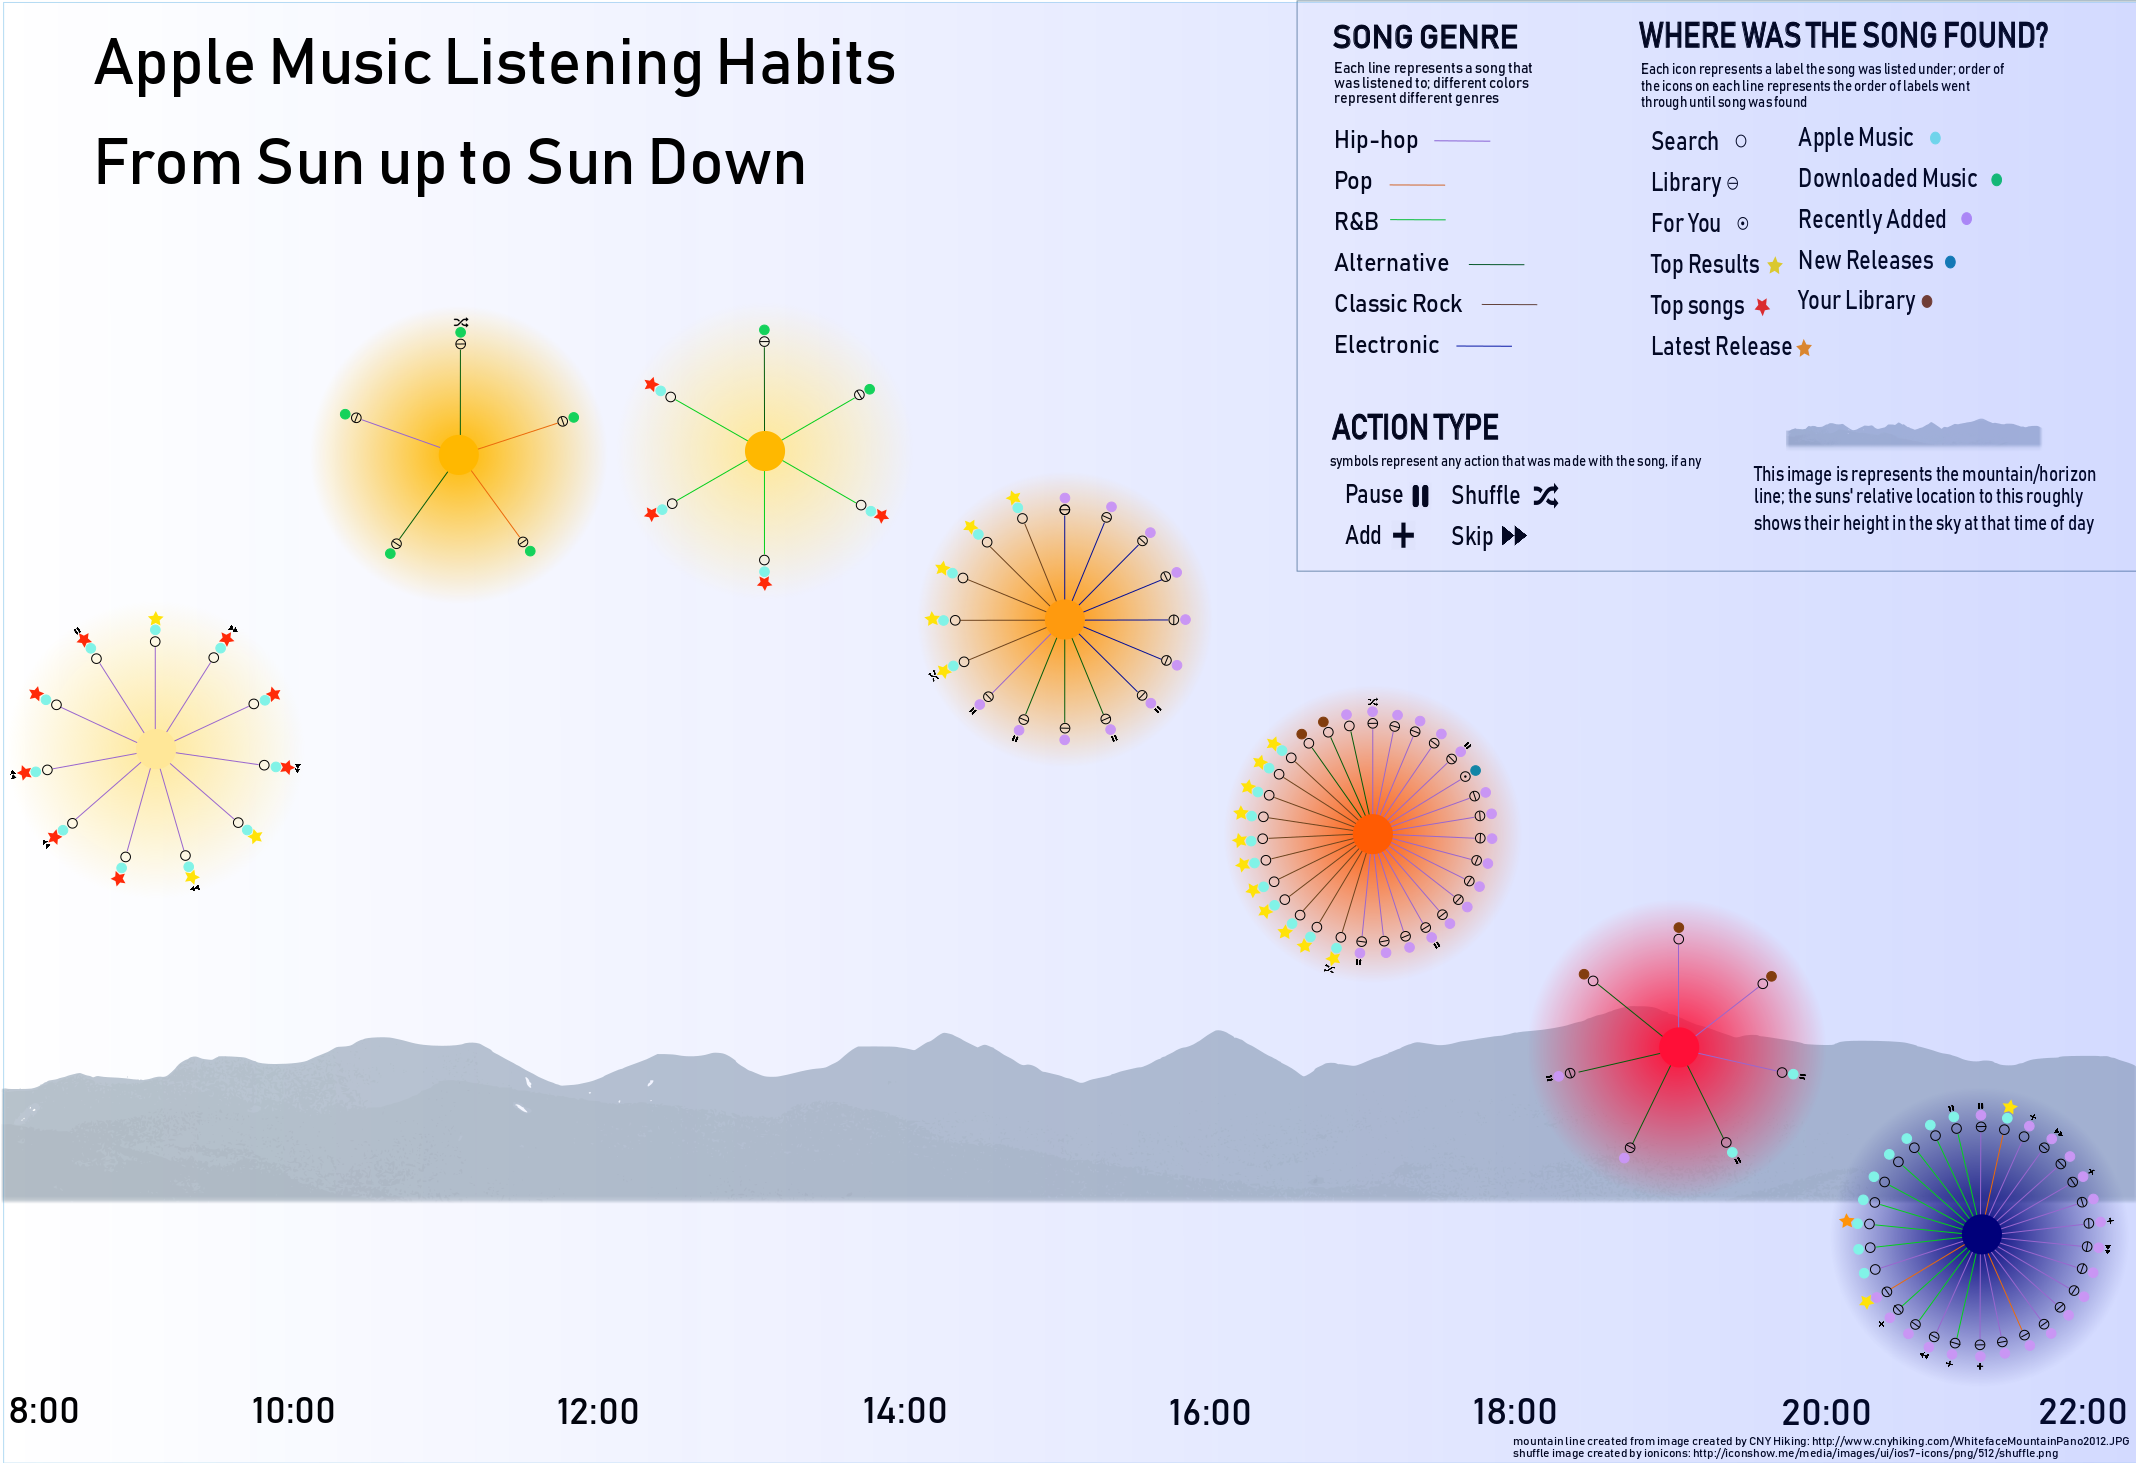 Apple Music Listening Habits
From Sun up to Sun Down
SONG GENRE
Each line represents a song that
was listened to; different colors
represent different genres
Hip-hop
Pop
R&B
Alternative
Classic Rock
Electronic
WHERE WAS THE SONG FOUND?
Each icon represents a label the song was listed under; order of
the icons on each line represents the order of labels went
through until song was found
Search
Library
For You
Top Results
Top songs
Latest Release
Apple Music
Downloaded Music
Recently Added
New Releases
Your Library
ACTION TYPE
symbols represent any action that was made with the song, if any
Pause
Shuffle
Add
Skip
This image is represents the mountain/horizon
line; the suns' relative location to this roughly
shows their height in the sky at that time of day
8:00
10:00
12:00
14:00
16:00
18:00
20:00
22:00
mountain line created from image created by CNY Hiking: http://www.cnyhiking.com/WhitefaceMountainPano2012.JPG
shuffle image created by ionicons: http://iconshow.me/media/images/ui/ios7-icons/png/512/shuffle.png